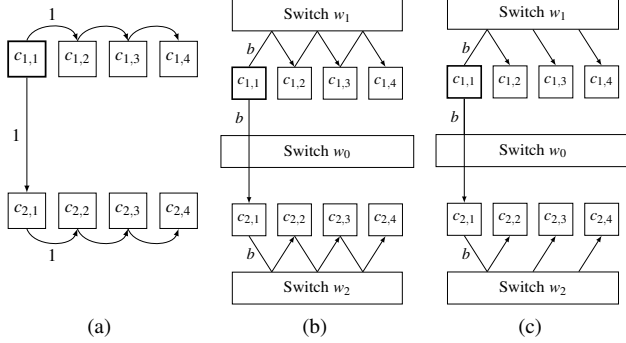 1
c1,1 c1,2 c1,3 c1,4
1
c2,1 c2,2 c2,3 c2,4
1
(a)
Switch w1
b
c1,1 c1,2 c1,3 c1,4
b
Switch w0
c2,1 c2,2 c2,3 c2,4
b
Switch w2
(b)
Switch w1
b
c1,1 c1,2 c1,3 c1,4
b
Switch w0
c2,1 c2,2 c2,3 c2,4
b
Switch w2
(c)